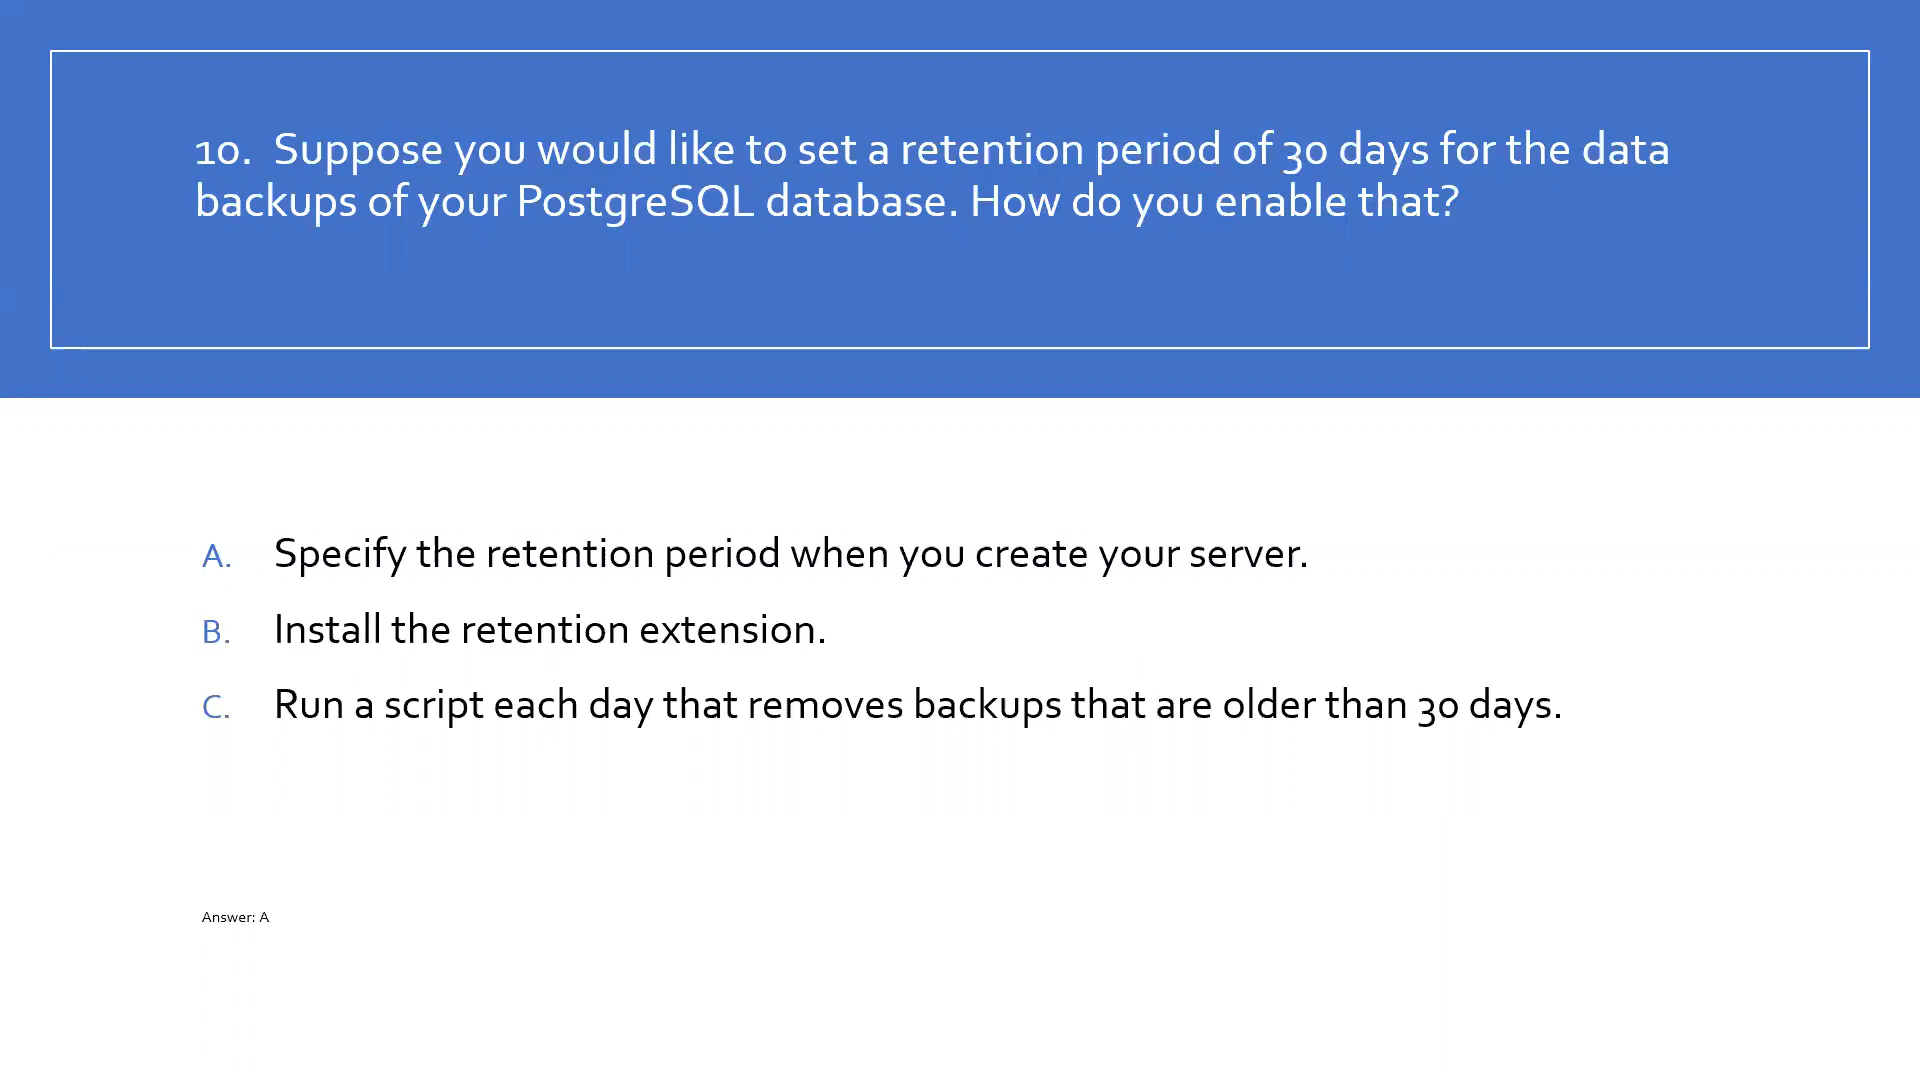 10. Suppose you would like to set a retention period of 30 days for the data
backups of your PostgreSQL database. How do you enable that?
A. Specify the retention period when you create your server.
B. Install the retention extension.
C. Run a script each day that removes backups that are older than 30 days.
Answer: A